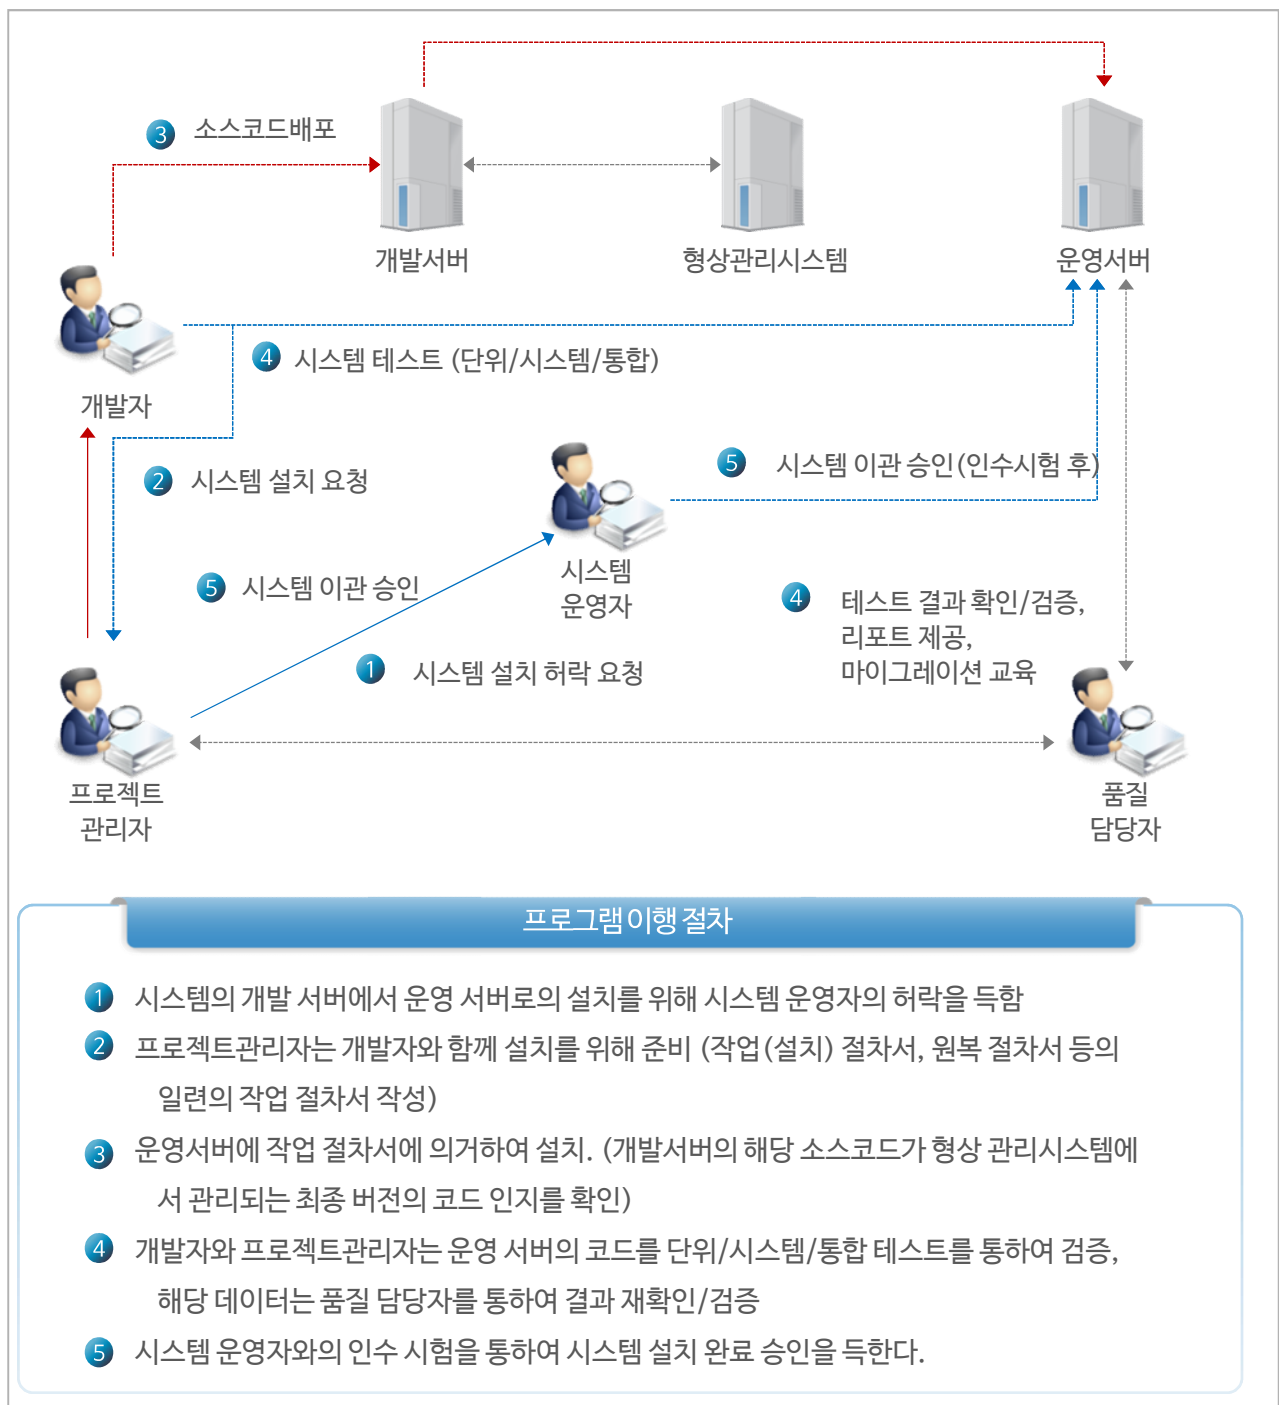 3 소스코드배포
개발서버
형상관리시스템
운영서버
4 시스템 테스트 (단위/시스템/통합)
개발자
2 시스템 설치 요청
5 시스템 이관 승인(인수시험 후)
시스템
운영자
5 시스템 이관 승인
4 테스트 결과 확인/검증,
리포트 제공,
마이그레이션 교육
1 시스템 설치 허락 요청
프로젝트
관리자
품질
담당자
프로그램 이행 절차
1 시스템의 개발 서버에서 운영 서버로의 설치를 위해 시스템 운영자의 허락을 득함
2 프로젝트관리자는 개발자와 함께 설치를 위해 준비 (작업(설치) 절차서, 원복 절차서 등의
일련의 작업 절차서 작성)
3 운영서버에 작업 절차서에 의거하여 설치. (개발서버의 해당 소스코드가 형상 관리시스템에
서 관리되는 최종 버전의 코드 인지를 확인)
4 개발자와 프로젝트관리자는 운영 서버의 코드를 단위/시스템/통합 테스트를 통하여 검증,
해당 데이터는 품질 담당자를 통하여 결과 재확인/검증
5 시스템 운영자와의 인수 시험을 통하여 시스템 설치 완료 승인을 득한다.